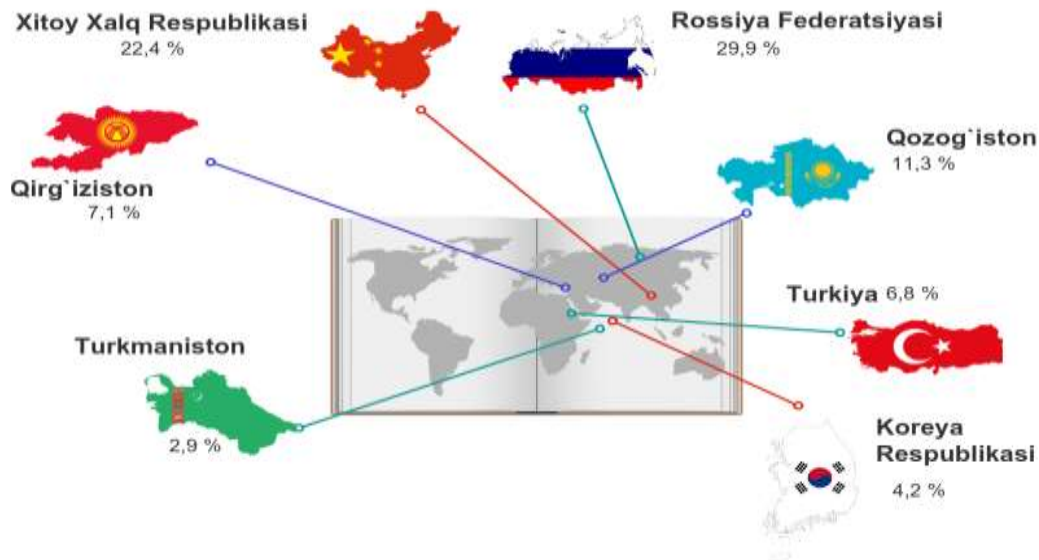 Xitoy Xalq Respublikasi
22,4 %
Rossiya Federatsiyasi
29,9 %
Qirg`iziston
7,1 %
Qozog`iston
11,3 %
Turkiya 6,8 %
Turkmaniston
2,9 %
Koreya
Respublikasi
4,2 %